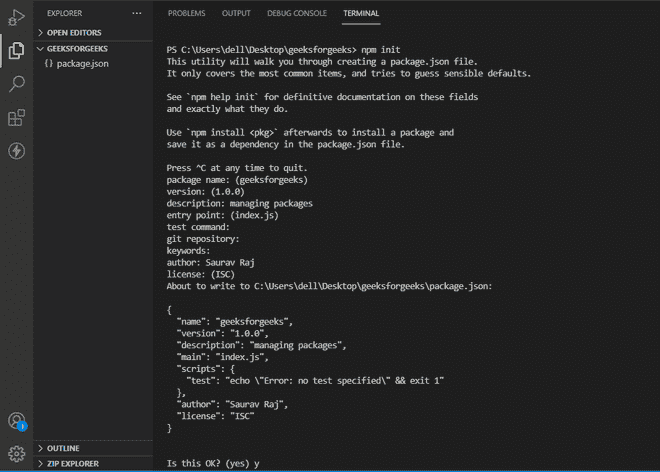 EXPLORER ...
OPEN EDITORS
GEEKSFORGEEKS
{} package.json
OUTLINE
ZIP EXPLORER
1
PROBLEMS OUTPUT DEBUG CONSOLE TERMINAL
PS C:\Users\dell\Desktop\geeksforgeeks> npm init
This utility will walk you through creating a package.json file.
It only covers the most common items, and tries to guess sensible defaults.
See `npm help init` for definitive documentation on these fields
and exactly what they do.
Use `npm install <pkg>` afterwards to install a package and
save it as a dependency in the package.json file.
Press ^C at any time to quit.
package name: (geeksforgeeks)
version: (1.0.0)
description: managing packages
entry point: (index.js)
test command:
git repository:
keywords:
author: Saurav Raj
license: (ISC)
About to write to C:\Users\dell\Desktop\geeksforgeeks\package.json:
{
"name": "geeksforgeeks",
"version": "1.0.0",
"description": "managing packages",
"main": "index.js",
"scripts": {
"test": "echo \"Error: no test specified\" && exit 1"
},
"author": "Saurav Raj",
"license": "ISC"
}
Is this OK? (yes) y